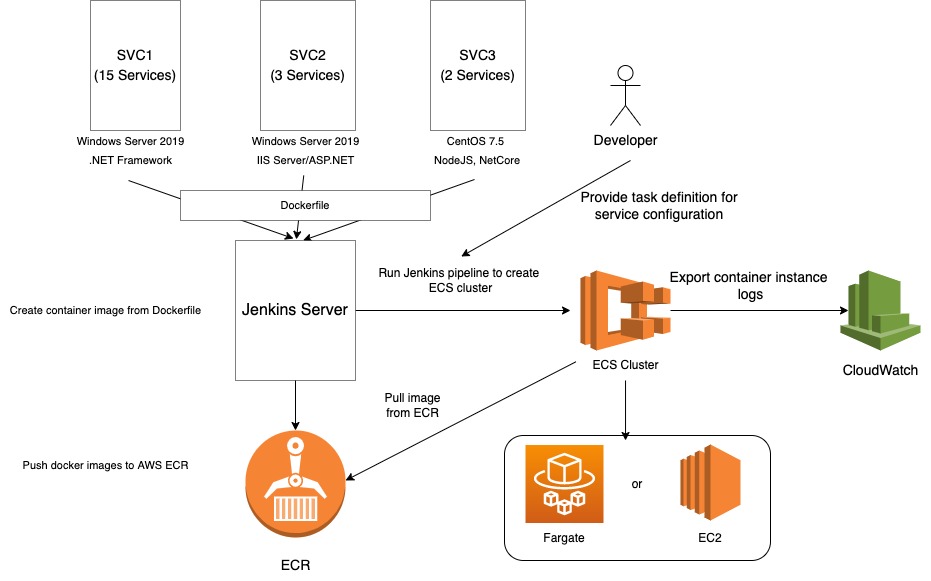 SVC1
(15 Services)
SVC2
(3 Services)
SVC3
(2 Services)
Windows Server 2019
.NET Framework
Windows Server 2019
IIS Server/ASP.NET
CentOS 7.5
NodeJS, NetCore
Developer
Dockerfile
Provide task definition for
service configuration
Run Jenkins pipeline to create
ECS cluster
Export container instance
logs
Create container image from Dockerfile
Jenkins Server
ECS Cluster
CloudWatch
Pull image
from ECR
Push docker images to AWS ECR
or
Fargate
EC2
ECR